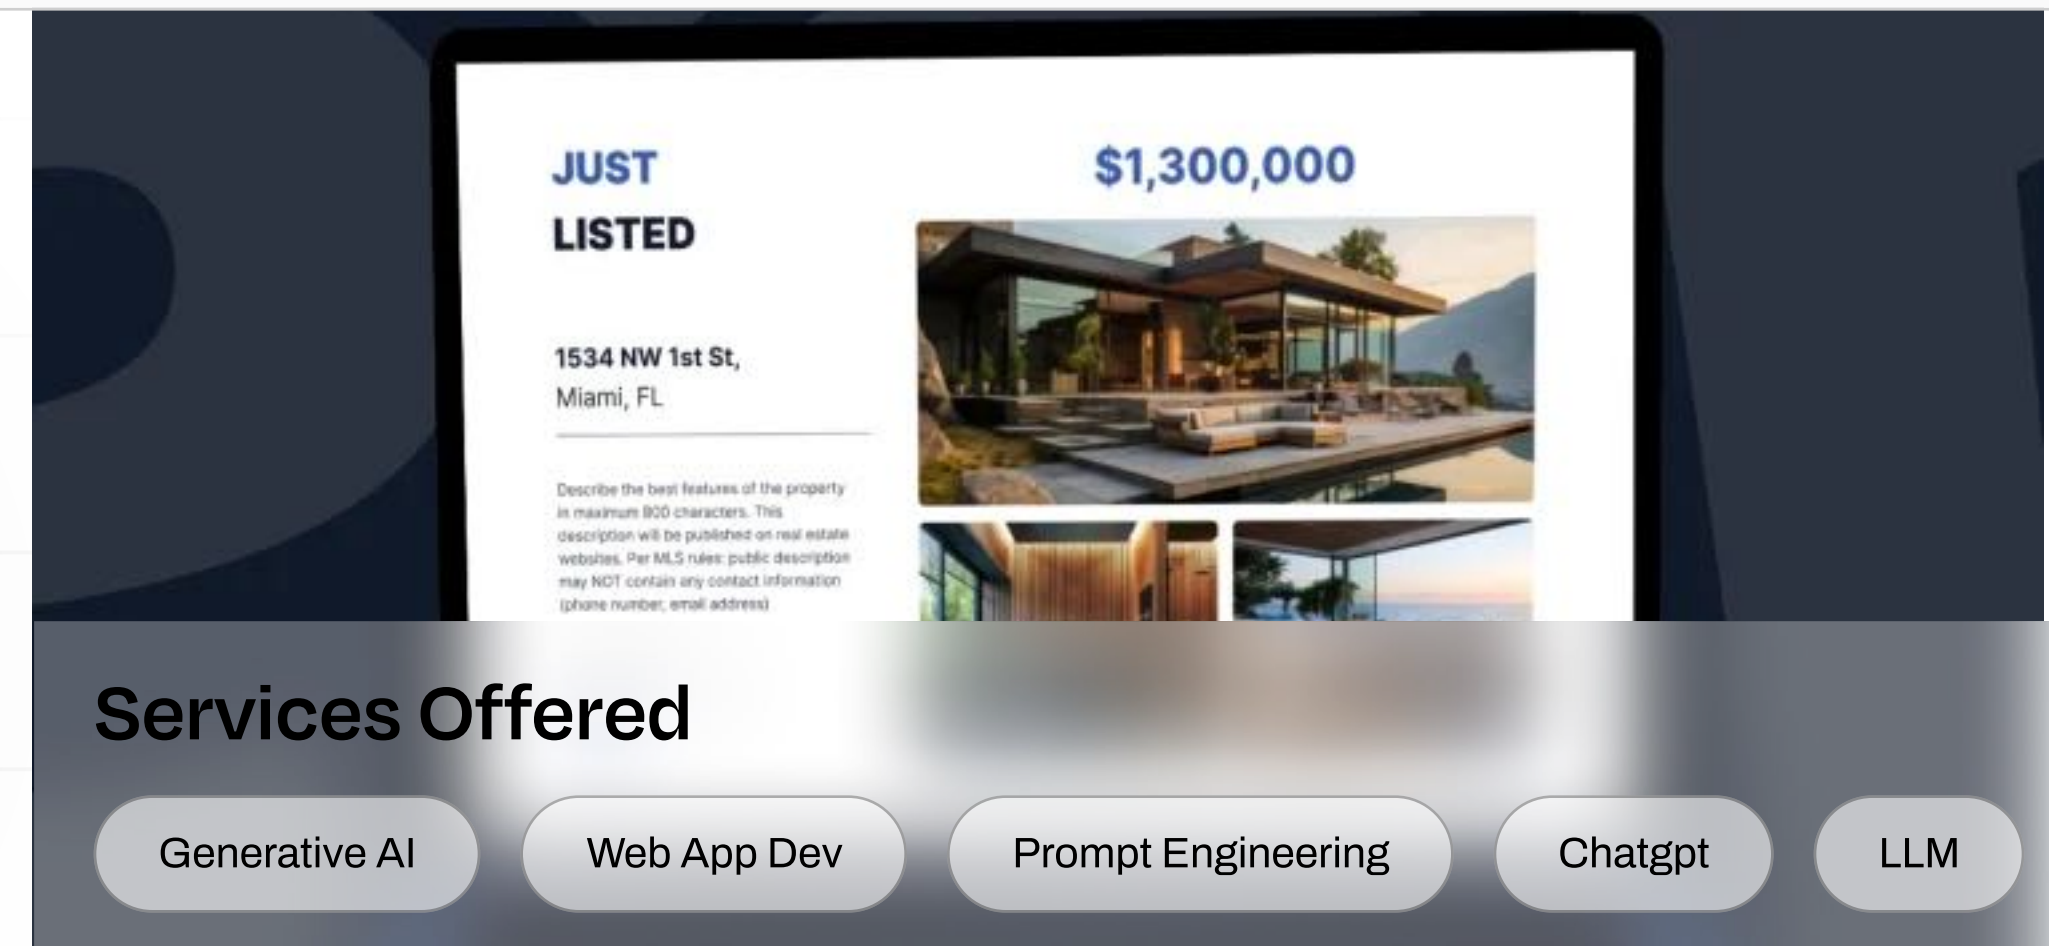 JUST
LISTED
$1,300,000
1534 NW 1st St,
Miami, FL
Describe the best features of the property
in maximum 800 characters. This
description will be published on real estate
websites. Per MLS rules: public description
may NOT contain any contact information
(phone number, email address)
Services Offered
Generative AI
Web App Dev
Prompt Engineering
Chatgpt
LLM